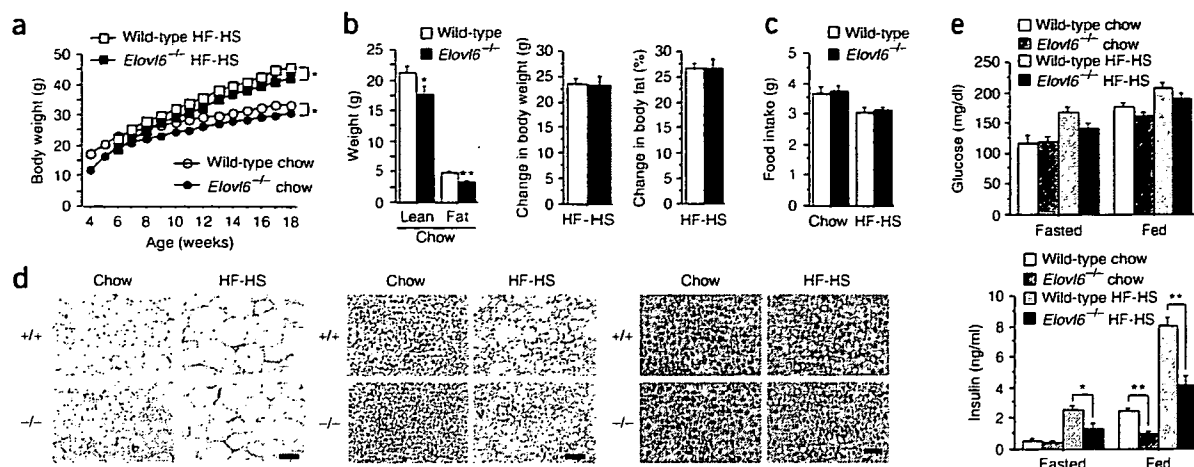 a
Wild-type HF-HS
Elovl6–/– HF-HS
Body weight (g)
50
40
30
20
10
0
*
*
Wild-type chow
Elovl6–/– chow
4 6 8 10 12 14 16 18
Age (weeks)
b
Wild-type
Elovl6–/–
Weight (g)
25
20
15
10
5
0
*
**
Lean Fat
Chow
Change in body weight (g)
30
25
20
15
10
5
0
HF-HS
Change in body fat (%)
30
25
20
15
10
5
0
HF-HS
c
Wild-type
Elovl6–/–
Food intake (g)
6
5
4
3
2
1
0
Chow HF-HS
d
Chow HF-HS
+/+
–/–
Chow HF-HS
+/+
–/–
Chow HF-HS
+/+
–/–
e
Wild-type chow
Elovl6–/– chow
Wild-type HF-HS
Elovl6–/– HF-HS
Glucose (mg/dl)
250
200
150
100
50
0
Fasted Fed
Wild-type chow
Elovl6–/– chow
Wild-type HF-HS
Elovl6–/– HF-HS
Insulin (mg/ml)
10
8
6
4
2
0
*
**
**
Fasted Fed